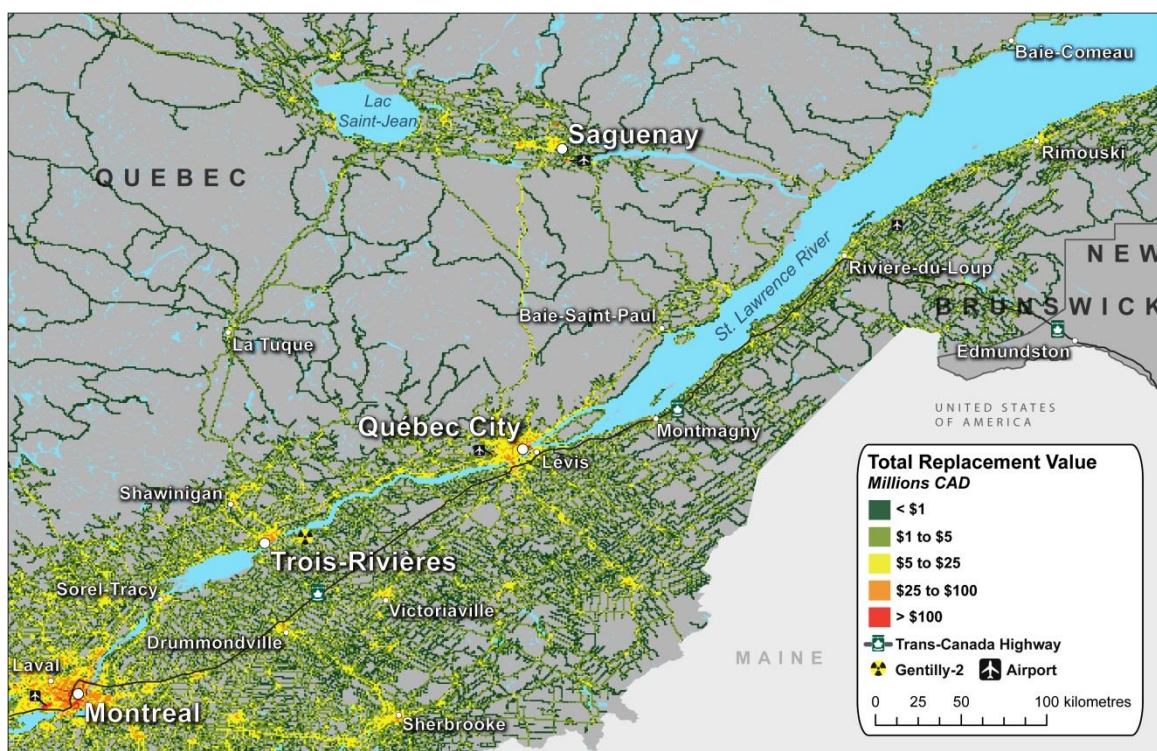 Baie-Comeau
Lac
Saint-Jean
Saguenay
Rimouski
QUEBEC
NEW
BRUNSWICK
St. Lawrence River
Rivière-du-Loup
Baie-Saint-Paul
La Tuque
Edmundston
UNITED STATES
OF AMERICA
Québec City
Montmagny
Lévis
Shawinigan
Trois-Rivières
Sorel-Tracy
Victoriaville
Drummondville
Laval
Montreal
Sherbrooke
MAINE
Total Replacement Value
Millions CAD
< $1
$1 to $5
$5 to $25
$25 to $100
> $100
Trans-Canada Highway
Gentilly-2 Airport
0 25 50 100 kilometres